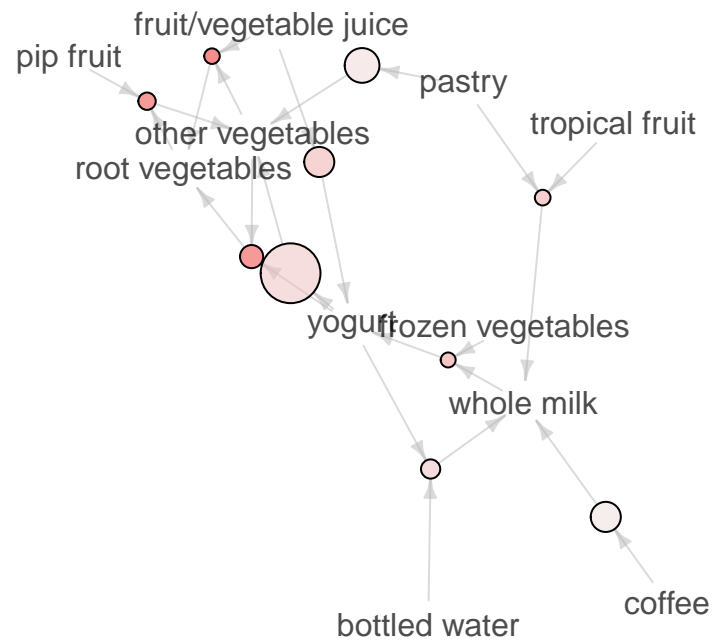 fruit/vegetable juice
pip fruit
pastry
tropical fruit
other vegetables
root vegetables
yogurt
frozen vegetables
whole milk
coffee
bottled water